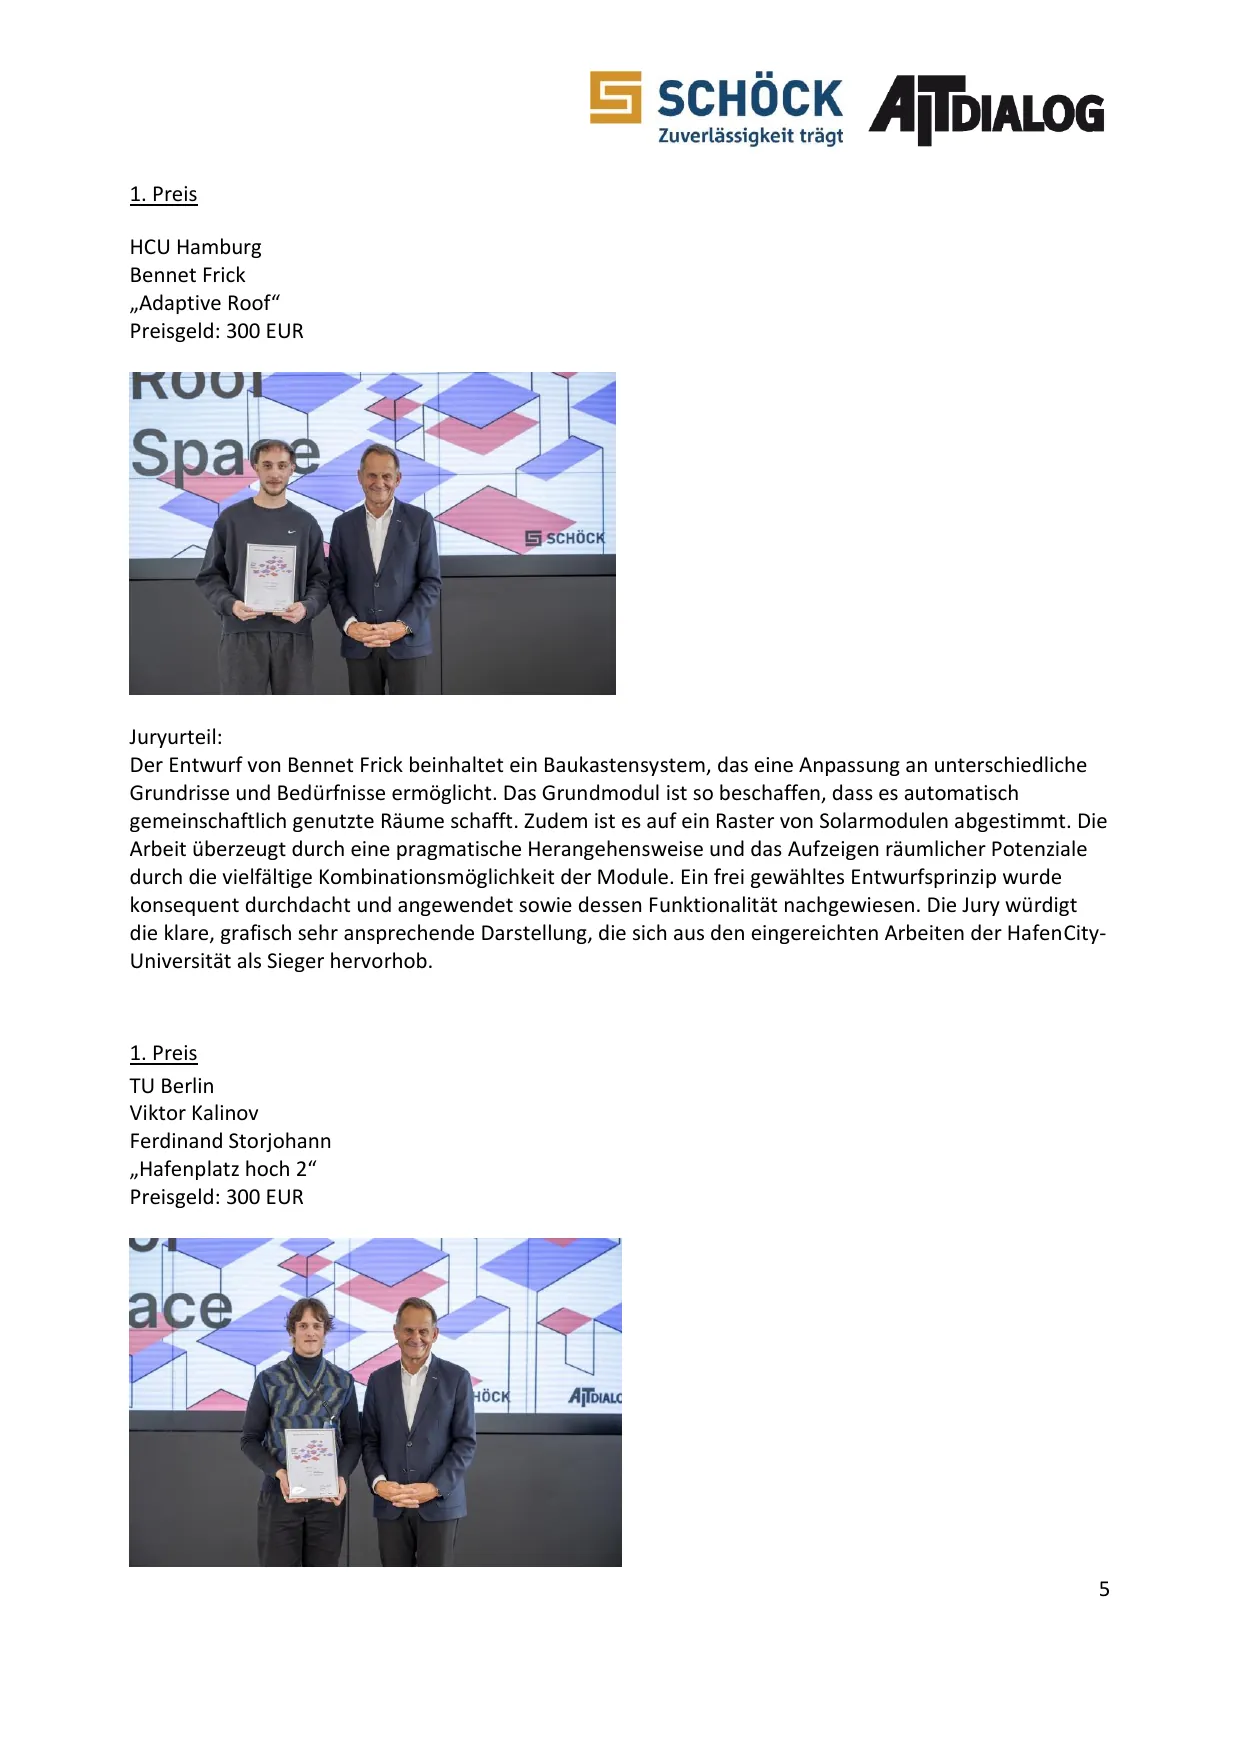 SCHÖCK
Zuverlässigkeit trägt
AITDIALOG
1. Preis
HCU Hamburg
Bennet Frick
„Adaptive Roof“
Preisgeld: 300 EUR
Roof
Space
SCHÖCK
Juryurteil:
Der Entwurf von Bennet Frick beinhaltet ein Baukastensystem, das eine Anpassung an unterschiedliche
Grundrisse und Bedürfnisse ermöglicht. Das Grundmodul ist so beschaffen, dass es automatisch
gemeinschaftlich genutzte Räume schafft. Zudem ist es auf ein Raster von Solarmodulen abgestimmt. Die
Arbeit überzeugt durch eine pragmatische Herangehensweise und das Aufzeigen räumlicher Potenziale
durch die vielfältige Kombinationsmöglichkeit der Module. Ein frei gewähltes Entwurfsprinzip wurde
konsequent durchdacht und angewendet sowie dessen Funktionalität nachgewiesen. Die Jury würdigt
die klare, grafisch sehr ansprechende Darstellung, die sich aus den eingereichten Arbeiten der HafenCity-
Universität als Sieger hervorhob.
1. Preis
TU Berlin
Viktor Kalinov
Ferdinand Storjohann
„Hafenplatz hoch 2“
Preisgeld: 300 EUR
of
ace
HÖCK
AITDIALO
5